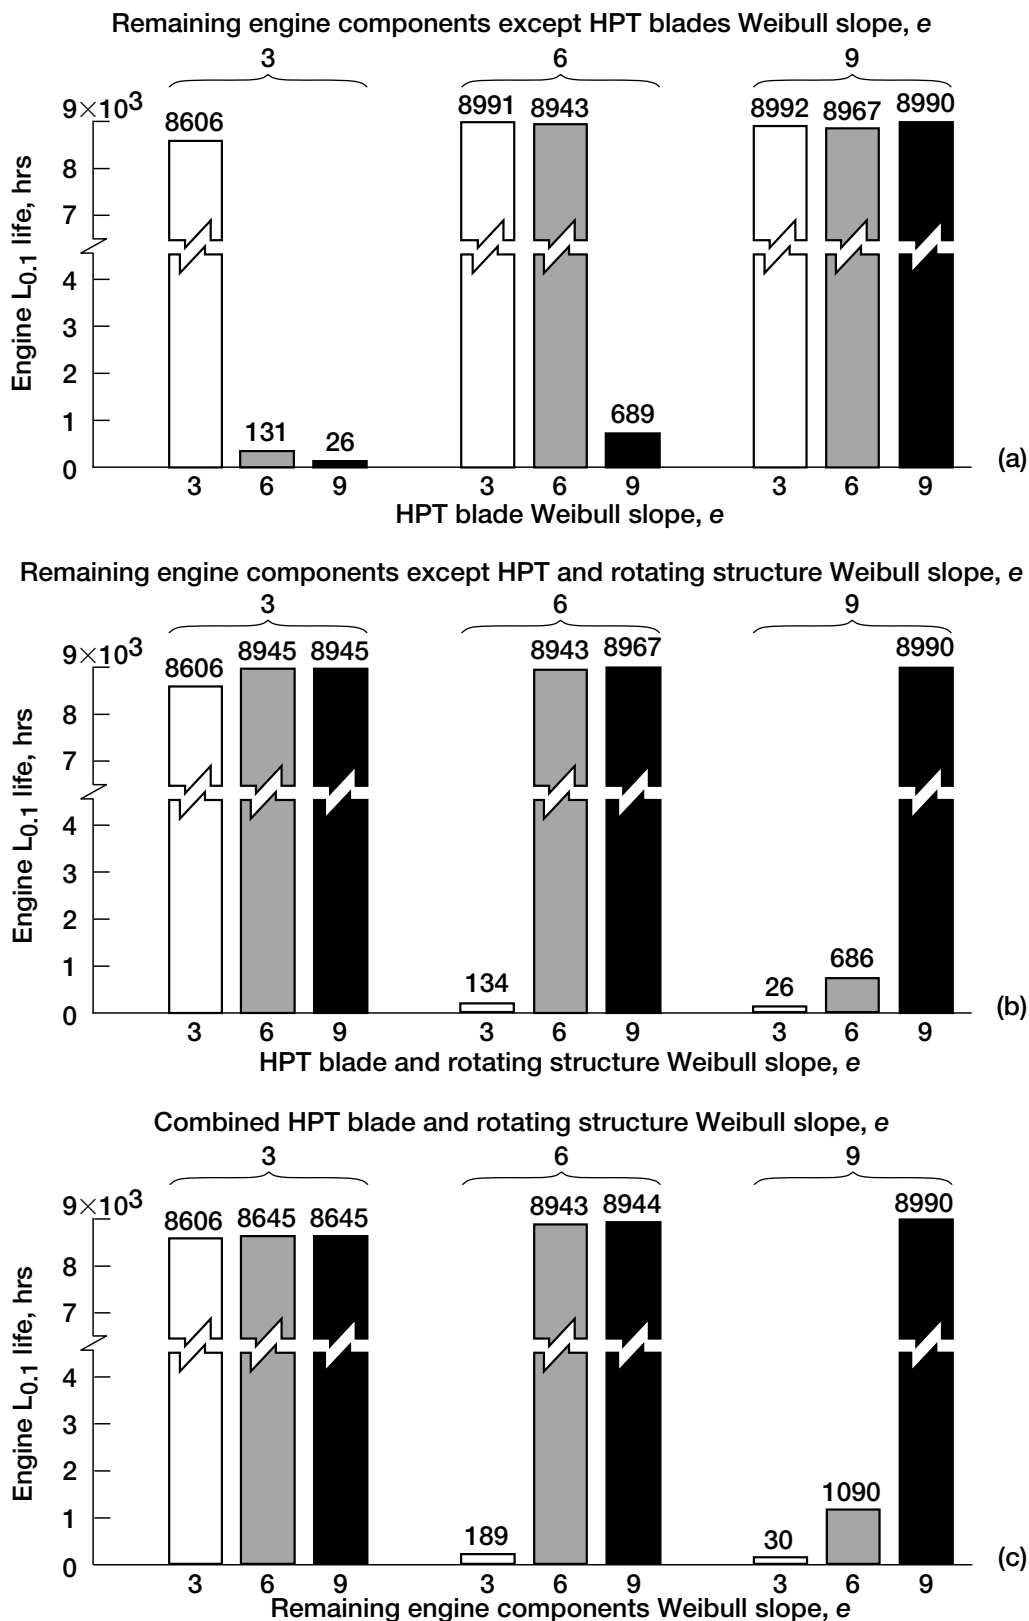 Remaining engine components except HPT blades Weibull slope, e
3 6 9
9×10³
8606 8991 8943 8992 8967 8990
8
7
Engine L0.1 life, hrs
4
3
2
1
131 26 689
0
3 6 9 3 6 9 3 6 9
(a)
HPT blade Weibull slope, e
Remaining engine components except HPT and rotating structure Weibull slope, e
3 6 9
9×10³
8606 8945 8945 8943 8967 8990
8
7
Engine L0.1 life, hrs
4
3
2
1
134 26 686
0
3 6 9 3 6 9 3 6 9
(b)
HPT blade and rotating structure Weibull slope, e
Combined HPT blade and rotating structure Weibull slope, e
3 6 9
9×10³
8606 8645 8645 8943 8944 8990
8
7
Engine L0.1 life, hrs
4
3
2
1
189 30 1090
0
3 6 9 3 6 9 3 6 9
(c)
Remaining engine components Weibull slope, e